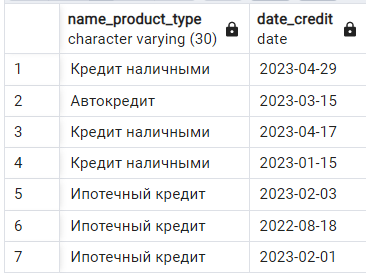 name_product_type date_credit
character varying (30) date
1 Кредит наличными 2023-04-29
2 Автокредит 2023-03-15
3 Кредит наличными 2023-04-17
4 Кредит наличными 2023-01-15
5 Ипотечный кредит 2023-02-03
6 Ипотечный кредит 2022-08-18
7 Ипотечный кредит 2023-02-01